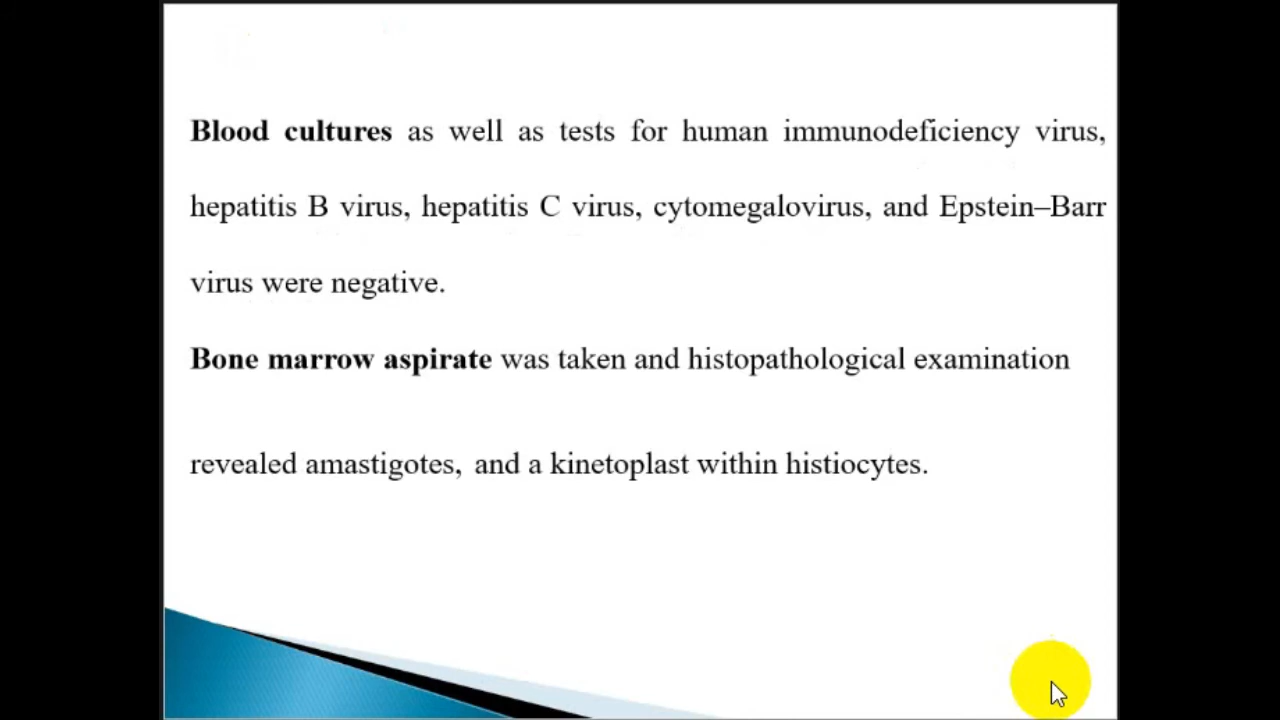 Blood cultures as well as tests for human immunodeficiency virus,
hepatitis B virus, hepatitis C virus, cytomegalovirus, and Epstein–Barr
virus were negative.
Bone marrow aspirate was taken and histopathological examination
revealed amastigotes, and a kinetoplast within histiocytes.